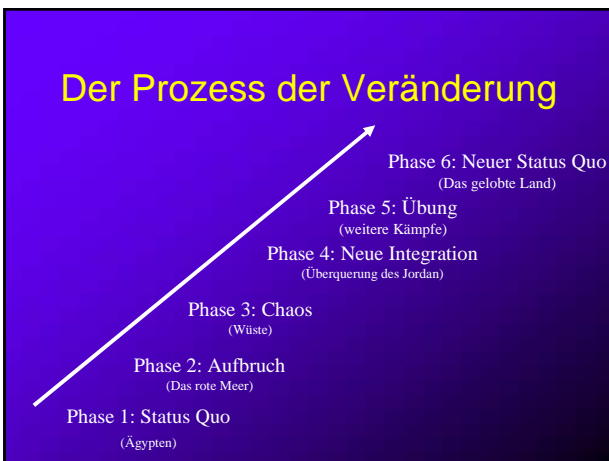 Der Prozess der Veränderung
Phase 6: Neuer Status Quo
(Das gelobte Land)
Phase 5: Übung
(weitere Kämpfe)
Phase 4: Neue Integration
(Überquerung des Jordan)
Phase 3: Chaos
(Wüste)
Phase 2: Aufbruch
(Das rote Meer)
Phase 1: Status Quo
(Ägypten)